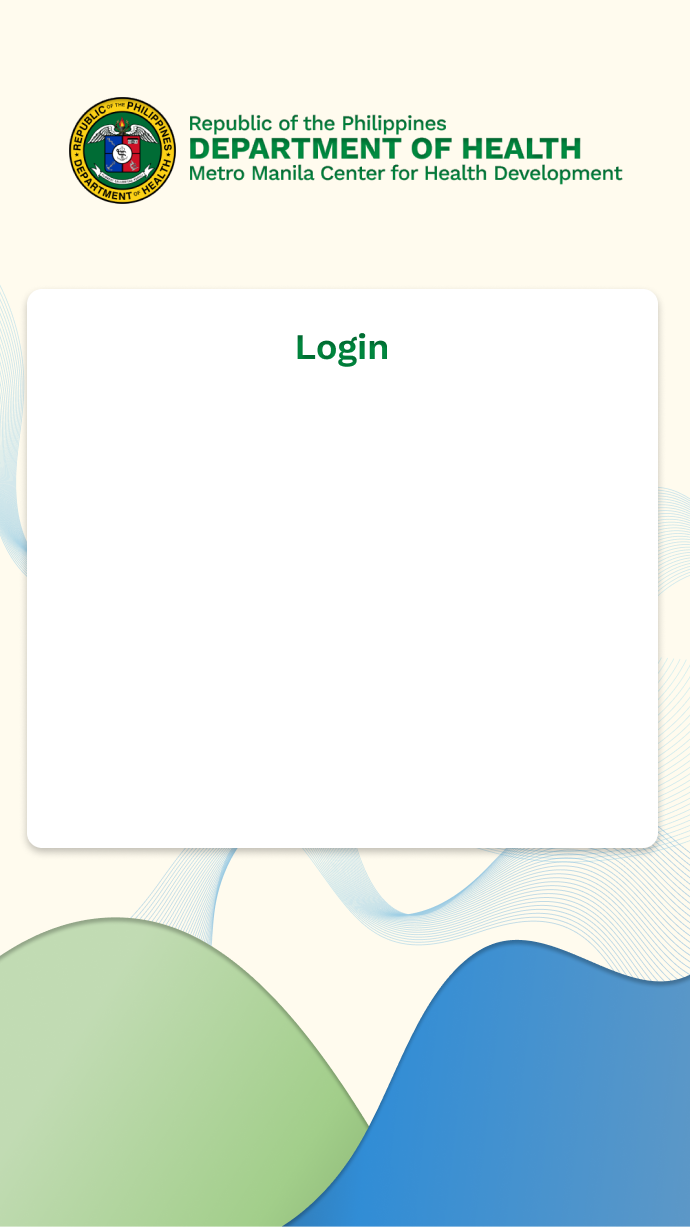 REPUBLIC OF THE PHILIPPINES
DEPARTMENT OF HEALTH
Republic of the Philippines
DEPARTMENT OF HEALTH
Metro Manila Center for Health Development
Login